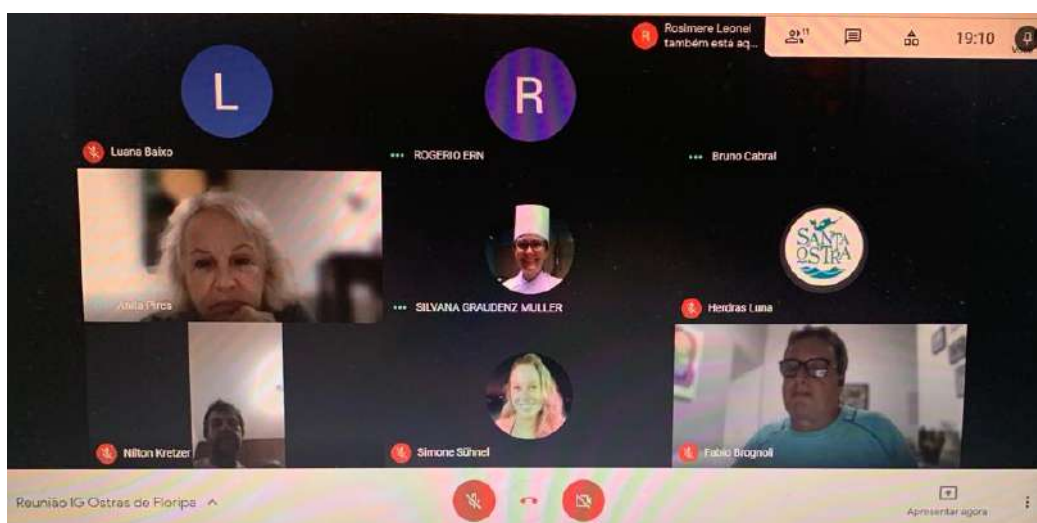 R
Rosimere Leonel
também está aq...
11
19:10
L
R
Luana Baixo
ROGERIO ERN
Bruno Cabral
SANTA
OSTRA
Anita Pires
SILVANA GRAUDENZ MULLER
Herdras Luna
Nilton Kretzer
Simone Sühnel
Fabio Brognoli
Reunião IG Ostras de Floripa
Apresentar agora